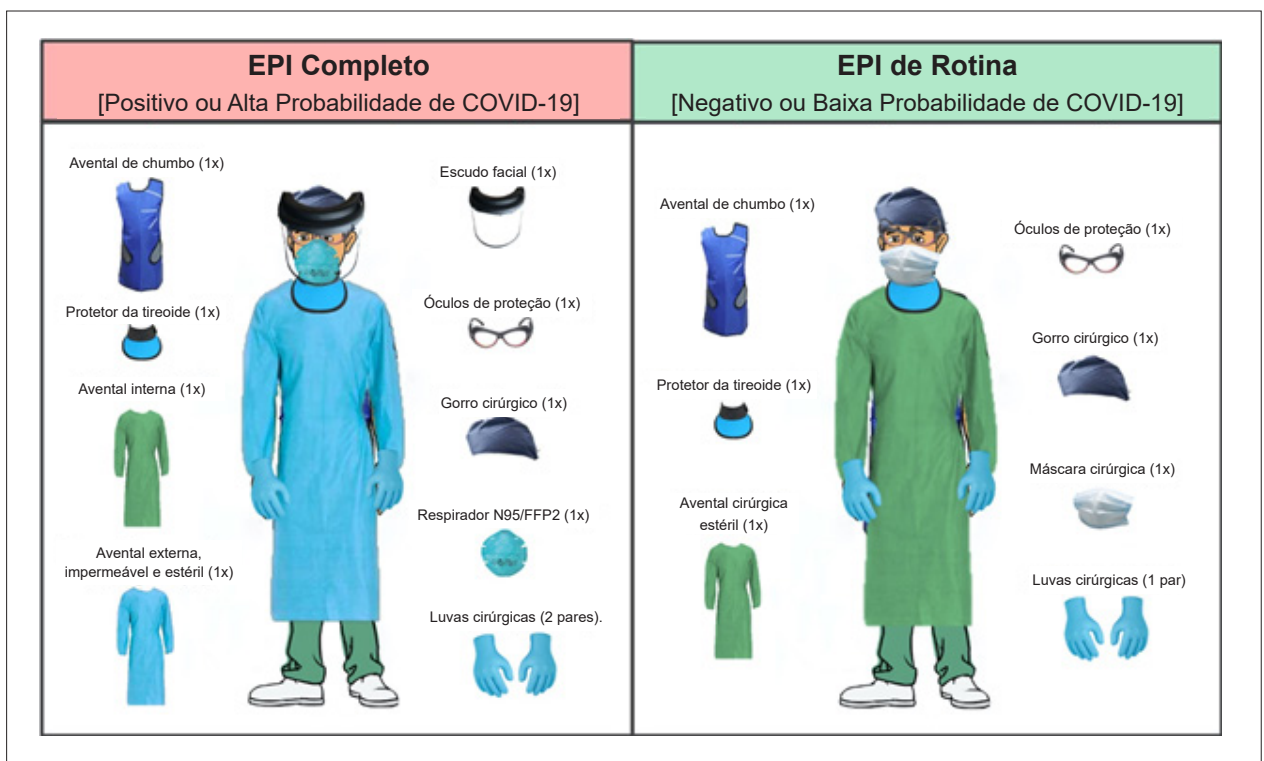 EPI Completo
[Positivo ou Alta Probabilidade de COVID-19]
EPI de Rotina
[Negativo ou Baixa Probabilidade de COVID-19]
Avental de chumbo (1x)
Protetor da tireoide (1x)
Avental interna (1x)
Avental externa,
impermeável e estéril (1x)
Escudo facial (1x)
Óculos de proteção (1x)
Gorro cirúrgico (1x)
Respirador N95/FFP2 (1x)
Luvas cirúrgicas (2 pares).
Avental de chumbo (1x)
Protetor da tireoide (1x)
Avental cirúrgica
estéril (1x)
Óculos de proteção (1x)
Gorro cirúrgico (1x)
Máscara cirúrgica (1x)
Luvas cirúrgicas (1 par)